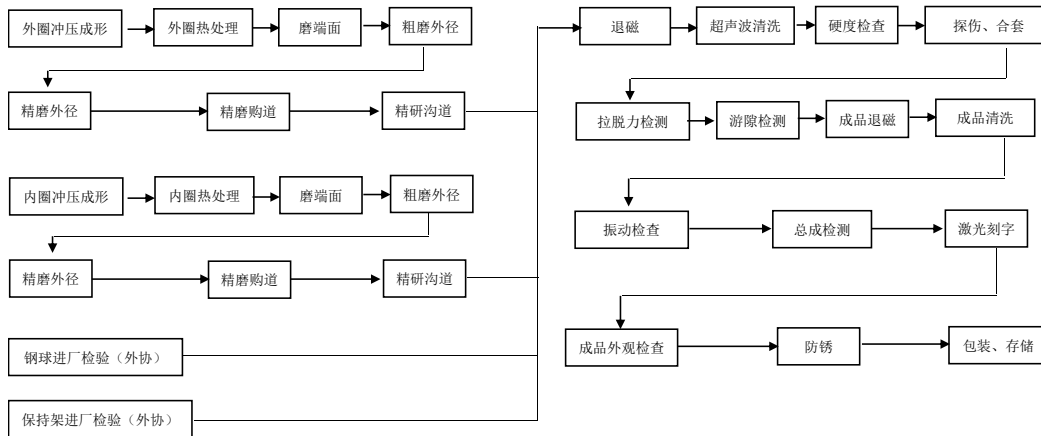 外圈冲压成形
外圈热处理
磨端面
粗磨外径
精磨外径
精磨购道
精研沟道
内圈冲压成形
内圈热处理
磨端面
粗磨外径
精磨外径
精磨购道
精研沟道
钢球进厂检验（外协）
保持架进厂检验（外协）
退磁
超声波清洗
硬度检查
探伤、合套
拉脱力检测
游隙检测
成品退磁
成品清洗
振动检查
总成检测
激光刻字
成品外观检查
防锈
包装、存储